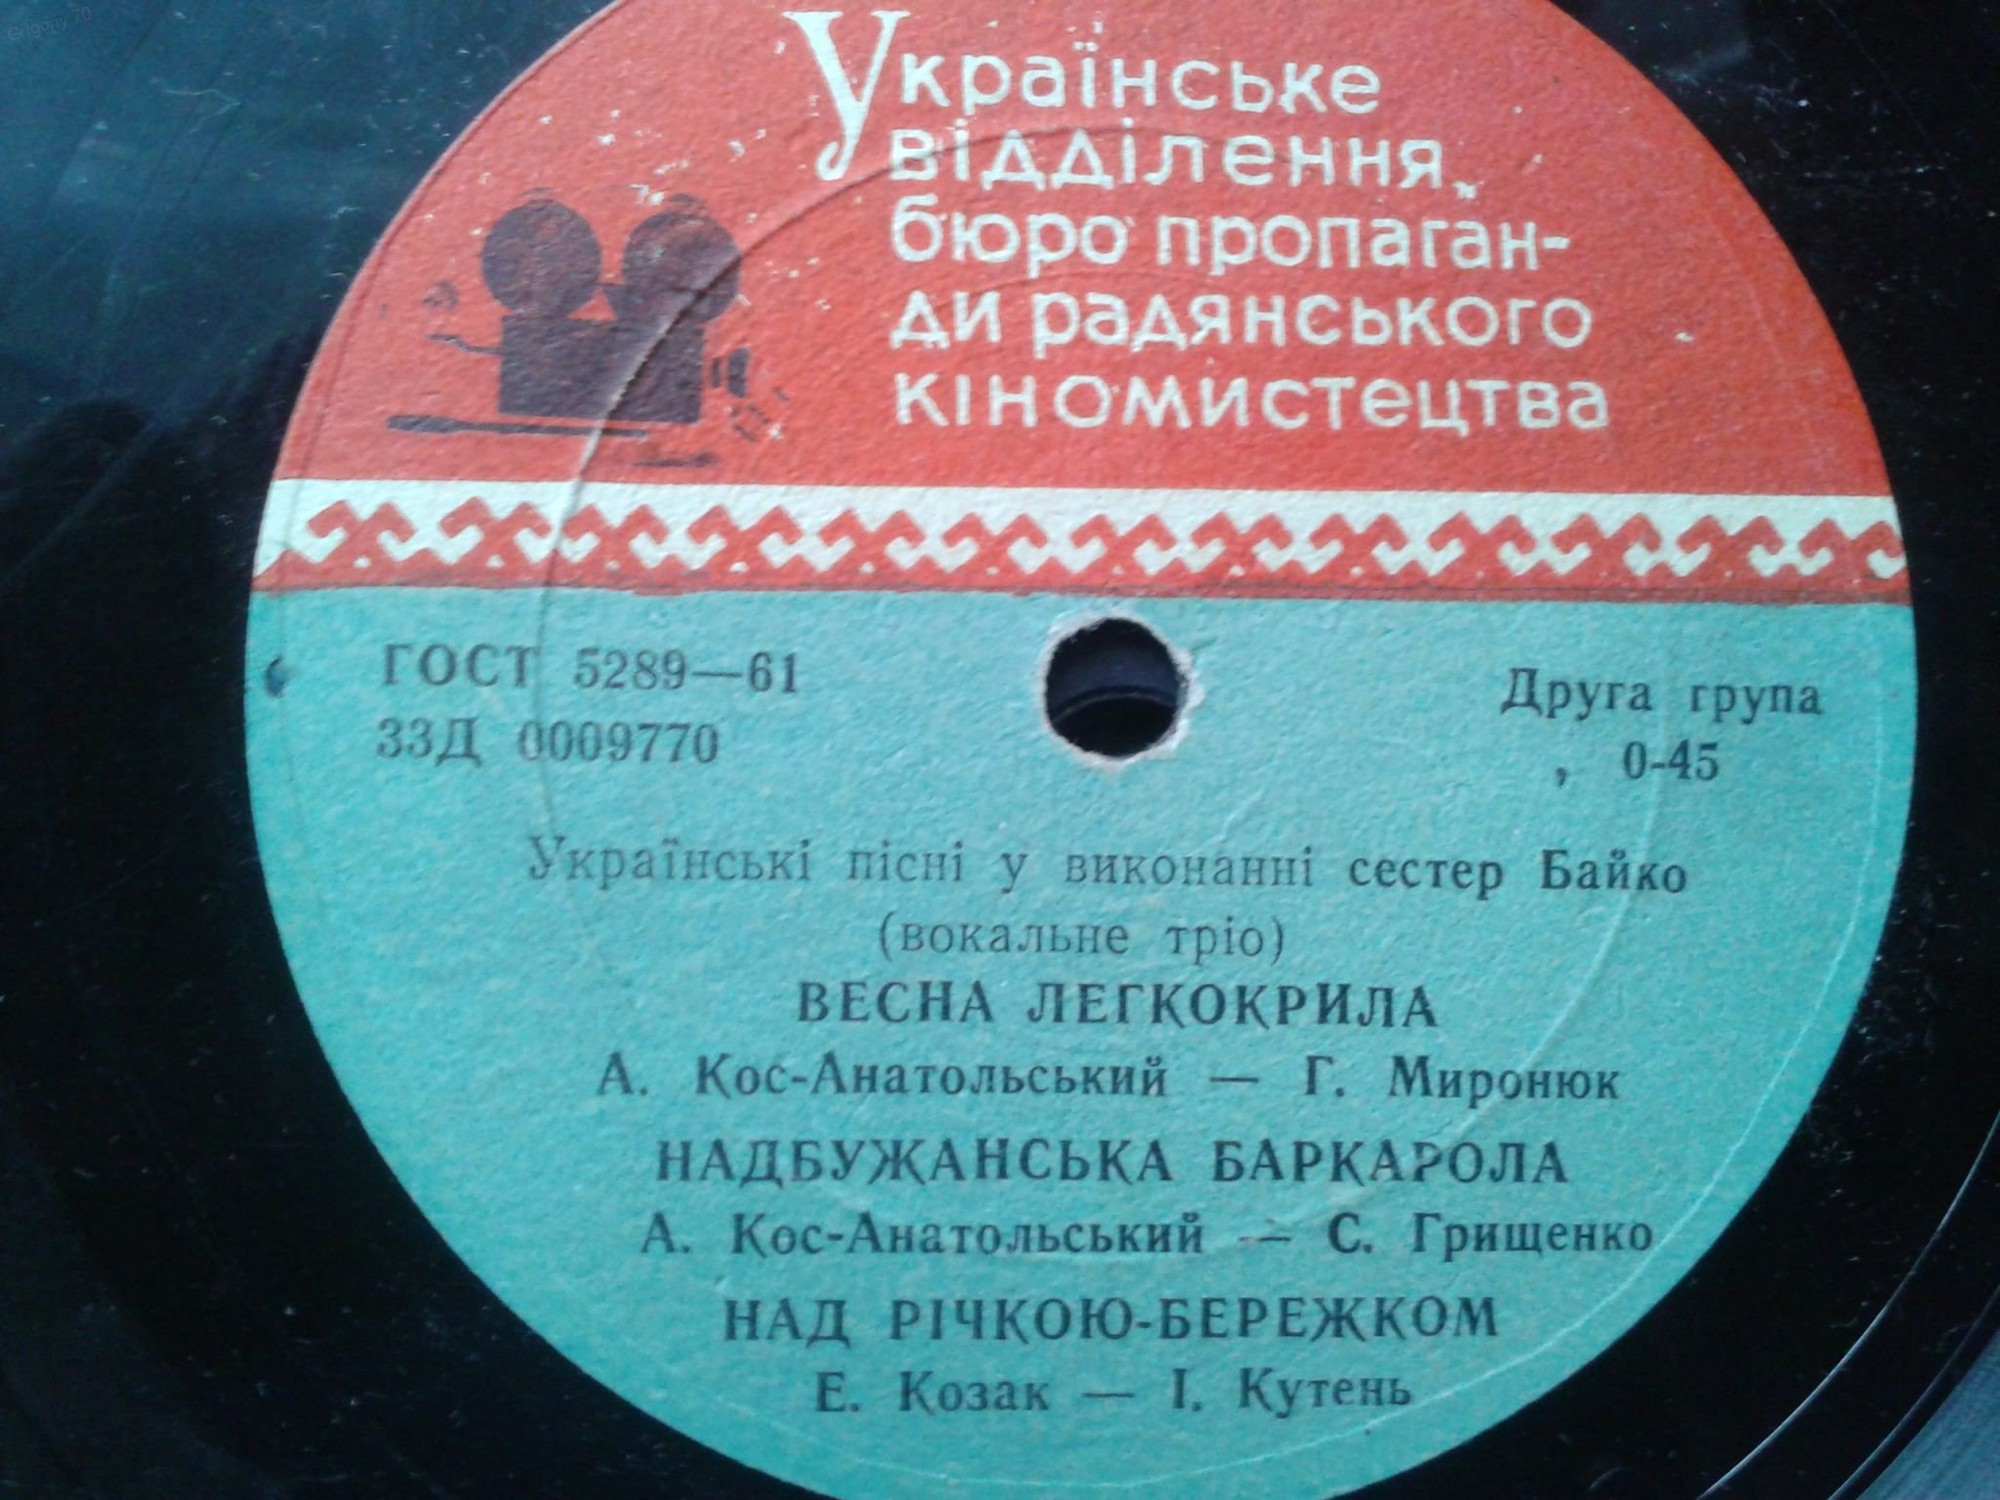 Grigoriy 70
Українське
відділення
бюро пропаган-
ди радянського
кіномистецтва
ГОСТ 5289—61
33Д 0009770
Друга група
, 0-45
Українські пісні у виконанні сестер Байко
(вокальне тріо)
ВЕСНА ЛЕГКОКРИЛА
А. Кос-Анатольський — Г. Миронюк
НАДБУЖАНСЬКА БАРКАРОЛА
А. Кос-Анатольський — С. Грищенко
НАД РІЧКОЮ-БЕРЕЖКОМ
Е. Козак — І. Кутень